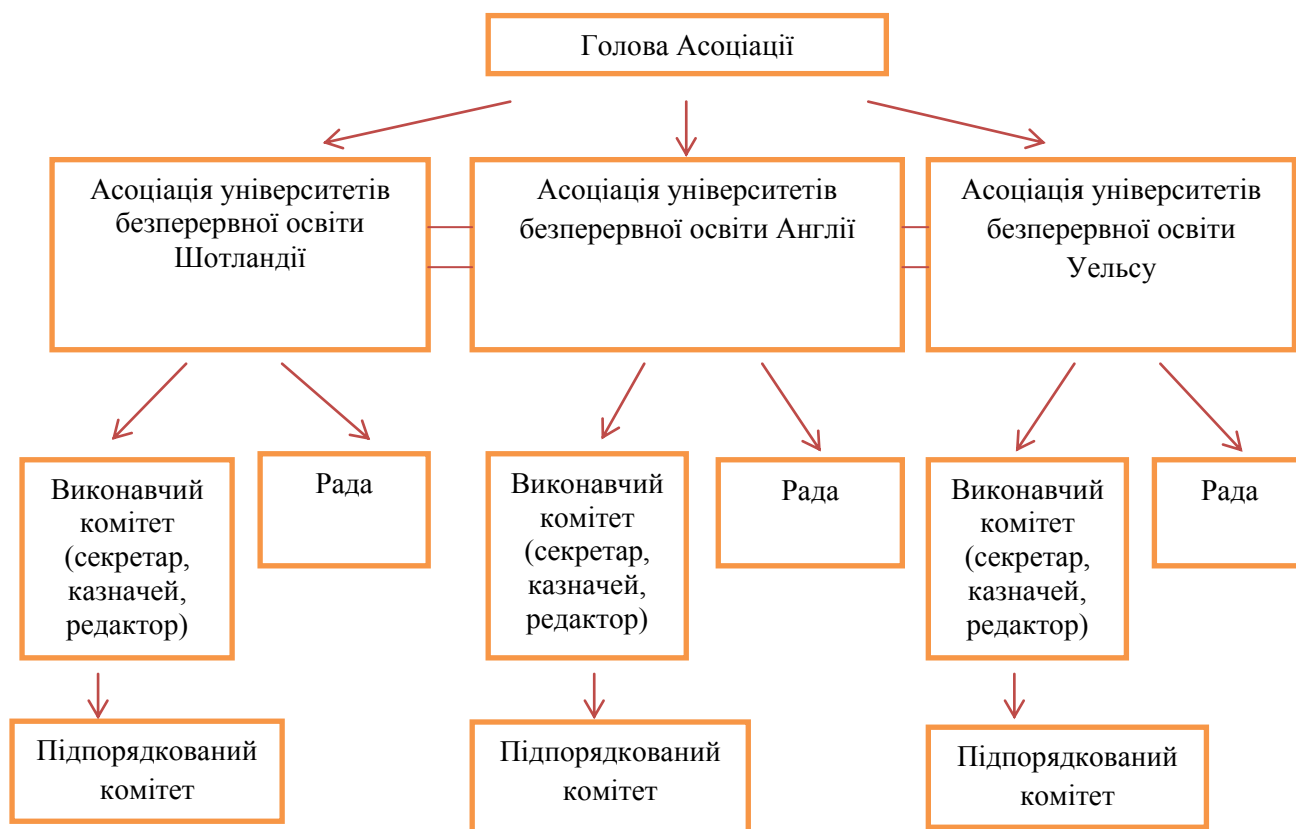 Голова Асоціації
Асоціація університетів
безперервної освіти
Шотландії
Асоціація університетів
безперервної освіти Англії
Асоціація університетів
безперервної освіти
Уельсу
Виконавчий
комітет
(секретар,
казначей,
редактор)
Рада
Виконавчий
комітет
(секретар,
казначей,
редактор)
Рада
Виконавчий
комітет
(секретар,
казначей,
редактор)
Рада
Підпорядкований
комітет
Підпорядкований
комітет
Підпорядкований
комітет